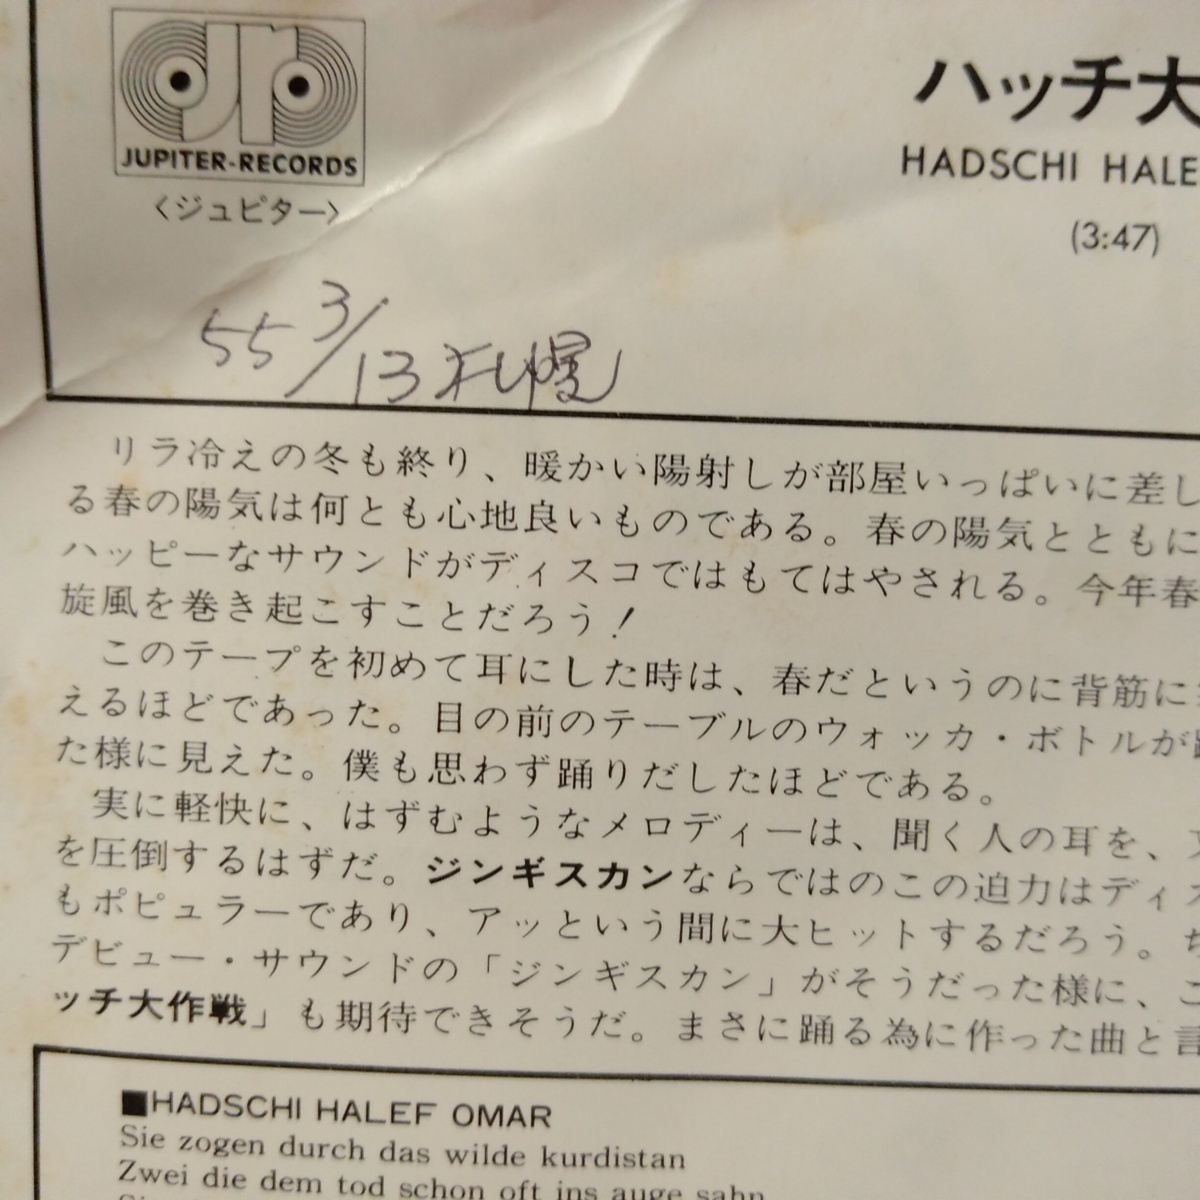 JUPITER-RECORDS
〈ジュピター〉
ハッチ大
HADSCHI HALE
(3:47)
55 3/13 札幌
リラ冷えの冬も終り、暖かい陽射しが部屋いっぱいに差し
る春の陽気は何とも心地良いものである。春の陽気とともに
ハッピーなサウンドがディスコではもてはやされる。今年春
旋風を巻き起こすことだろう！
このテープを初めて耳にした時は、春だというのに背筋に
えるほどであった。目の前のテーブルのウォッカ・ボトルが
た様に見えた。僕も思わず踊りだしたほどである。
実に軽快に、はずむようなメロディーは、聞く人の耳を、
を圧倒するはずだ。ジンギスカンならではのこの迫力はディス
もポピュラーであり、アッという間に大ヒットするだろう。
デビュー・サウンドの「ジンギスカン」がそうだった様に、こ
ッチ大作戦」も期待できそうだ。まさに踊る為に作った曲と言
■HADSCHI HALEF OMAR
Sie zogen durch das wilde kurdistan
Zwei die dem tod schon oft ins auge sahn